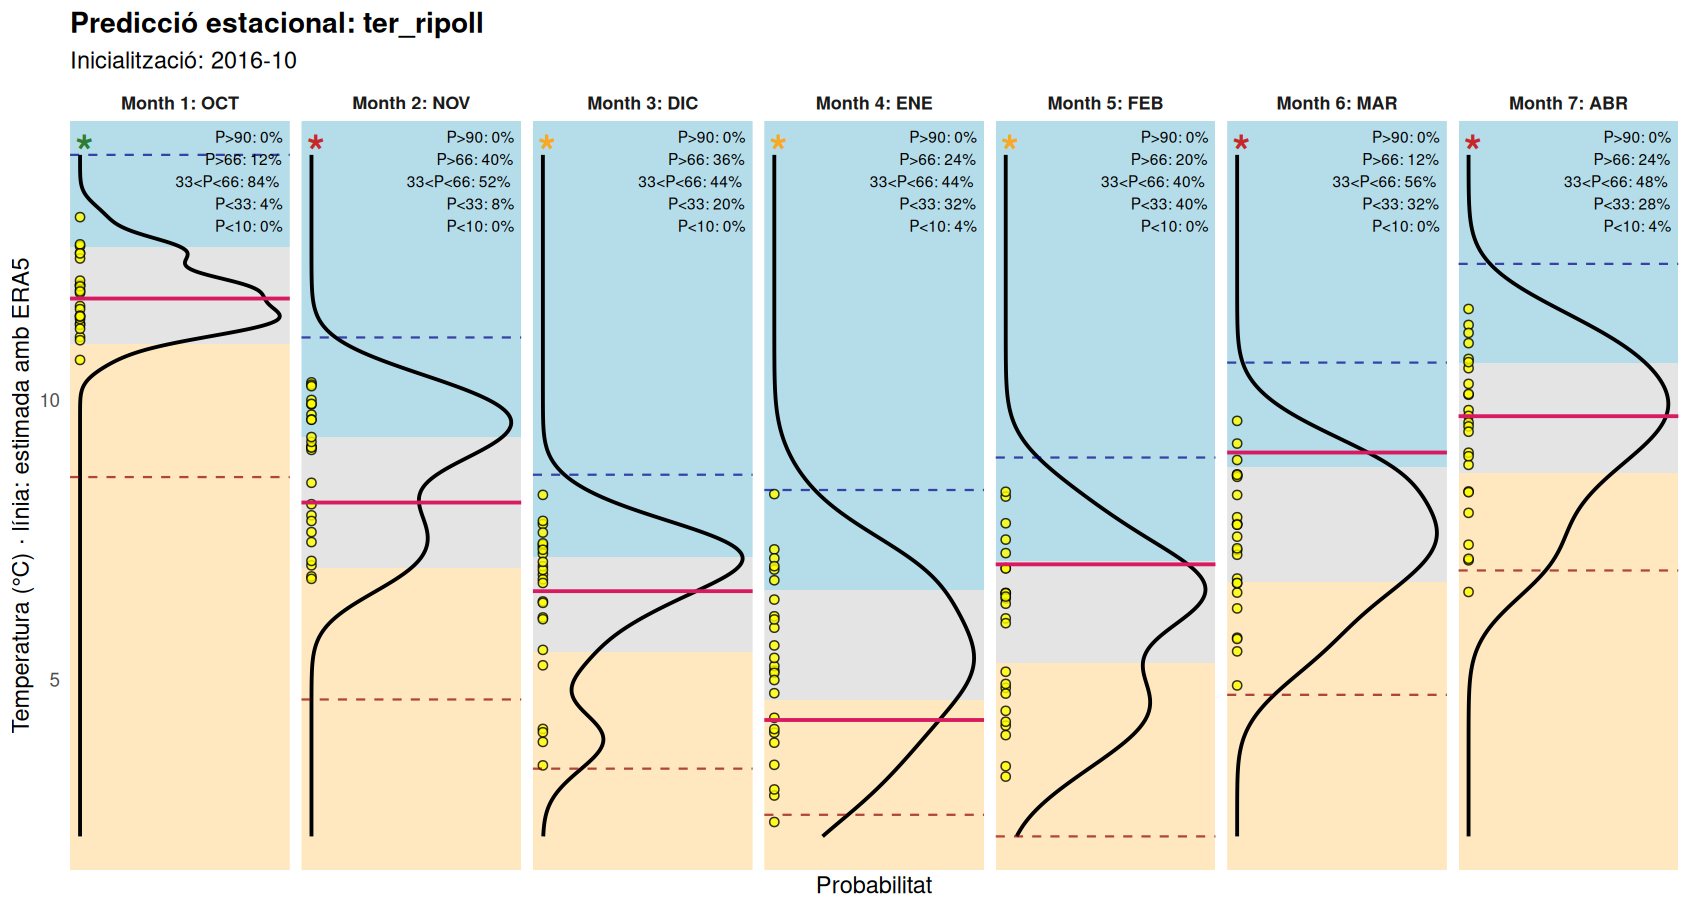 Predicció estacional: ter_ripoll
Inicialització: 2016-10
Month 1: OCT
Month 2: NOV
Month 3: DIC
Month 4: ENE
Month 5: FEB
Month 6: MAR
Month 7: ABR
*
P>90: 0%
P>66: 12%
33<P<66: 84%
P<33: 4%
P<10: 0%
*
P>90: 0%
P>66: 40%
33<P<66: 52%
P<33: 8%
P<10: 0%
*
P>90: 0%
P>66: 36%
33<P<66: 44%
P<33: 20%
P<10: 0%
*
P>90: 0%
P>66: 24%
33<P<66: 44%
P<33: 32%
P<10: 4%
*
P>90: 0%
P>66: 20%
33<P<66: 40%
P<33: 40%
P<10: 0%
*
P>90: 0%
P>66: 12%
33<P<66: 56%
P<33: 32%
P<10: 0%
*
P>90: 0%
P>66: 24%
33<P<66: 48%
P<33: 28%
P<10: 4%
Temperatura (°C) · línia: estimada amb ERA5
10
5
Probabilitat